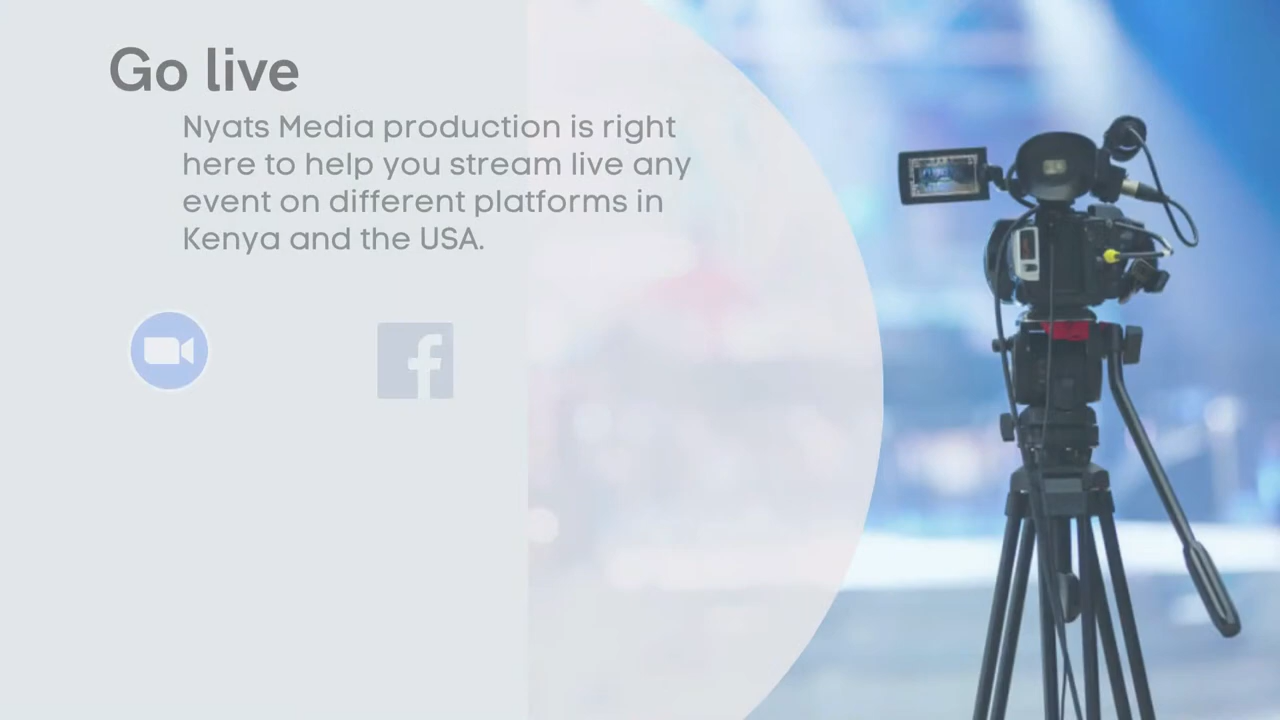 Go live
Nyats Media production is right
here to help you stream live any
event on different platforms in
Kenya and the USA.